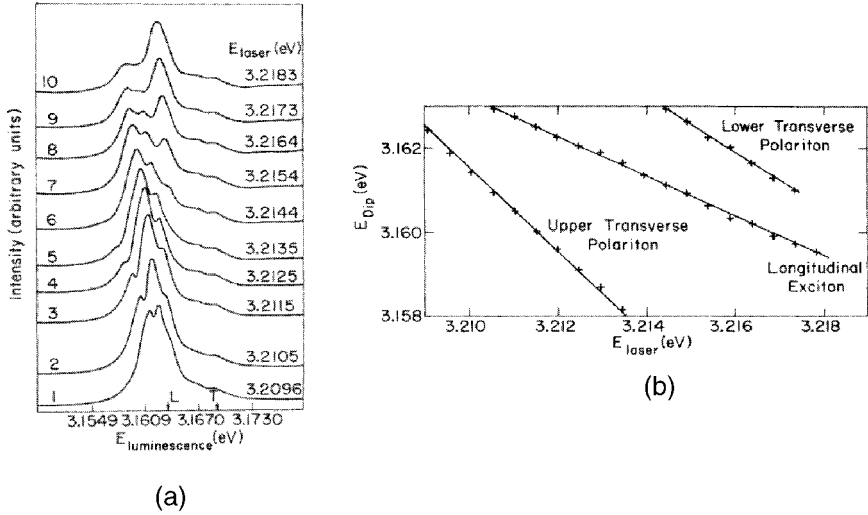 E_laser (eV)
10 3.2183
9 3.2173
8 3.2164
7 3.2154
6 3.2144
5 3.2135
4 3.2125
3 3.2115
2 3.2105
1 L T 3.2096
Intensity (arbitrary units)
3.1549 3.1609 3.1670 3.1730
E_luminescence (eV)
(a)
3.162
3.160
3.158
E_Dip (eV)
Lower Transverse
Polariton
Upper Transverse
Polariton
Longitudinal
Exciton
3.210 3.212 3.214 3.216 3.218
E_laser (eV)
(b)